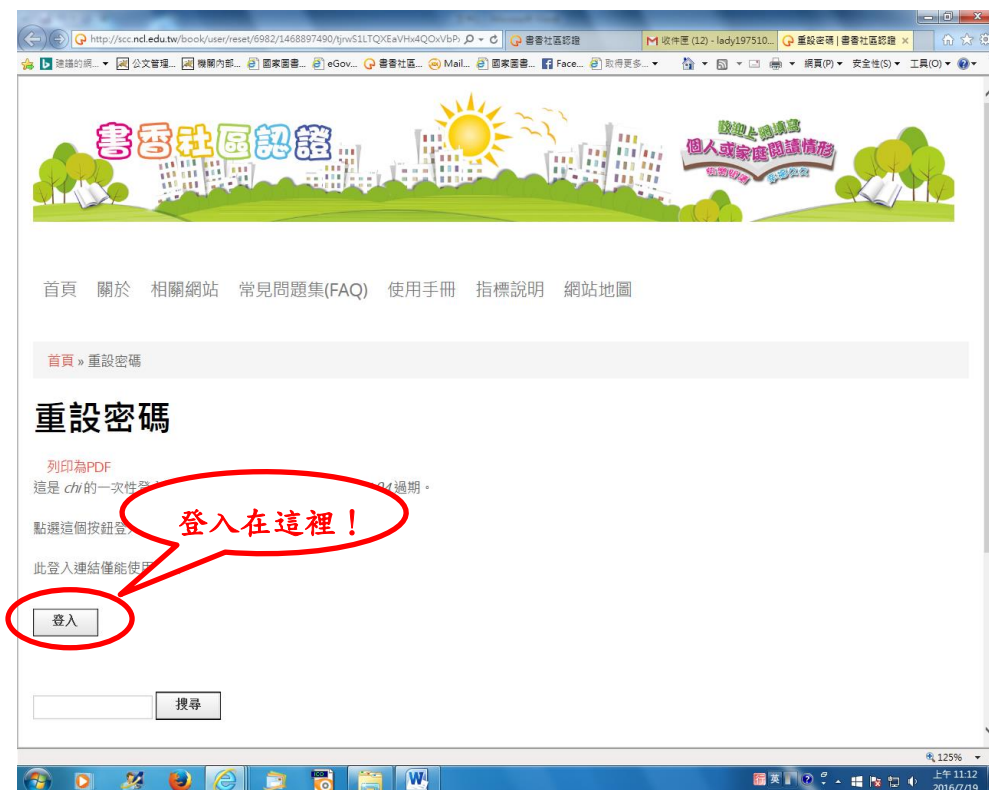 http://scc.ncl.edu.tw/book/user/reset/6982/1468897490/tjrwS1LTQXEaVHx4QOxVbP
書香社區認證
收件匣 (12) - lady197510...
重設密碼 | 書香社區認證
建議的網...
公文管理...
機關內部...
國家圖書...
eGov...
書香社區...
Mail...
國家圖書...
Face...
取得更多...
網頁(P)
安全性(S)
工具(O)
書香社區認證
歡迎上網填寫
個人或家庭閱讀情形
首頁 關於 相關網站 常見問題集(FAQ) 使用手冊 指標說明 網站地圖
首頁 » 重設密碼
重設密碼
列印為PDF
這是 chi 的一次性登
過期。
點選這個按鈕登
登入在這裡！
此登入連結僅能使用
登入
搜尋
125%
英
上午 11:12
2016/7/19